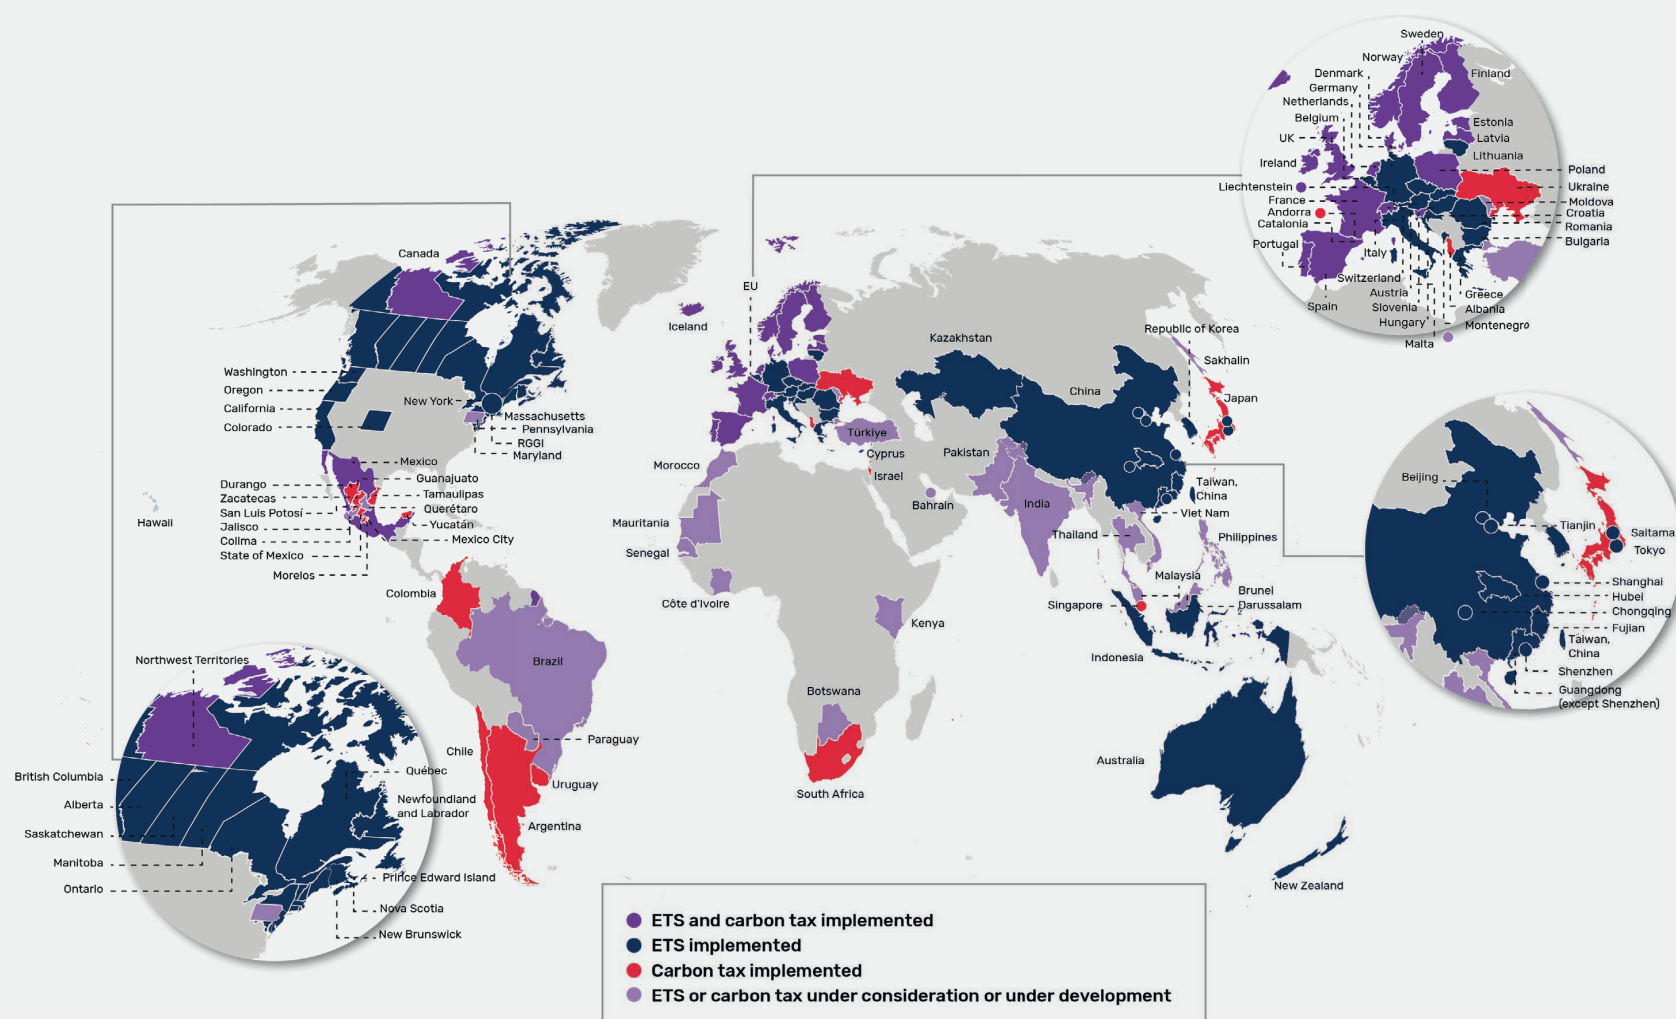 Sweden
Norway
Denmark
Finland
Germany
Netherlands
Belgium
Estonia
UK
Latvia
Lithuania
Ireland
Poland
Liechtenstein
Ukraine
France
Moldova
Andorra
Croatia
Catalonia
Romania
Portugal
Bulgaria
Italy
Switzerland
Austria
Greece
Spain
Slovenia
Albania
Hungary
Montenegro
Malta
Canada
EU
Iceland
Republic of Korea
Kazakhstan
Sakhalin
Washington
Oregon
China
Japan
New York
California
Massachusetts
Colorado
Pennsylvania
Türkiye
RGGI
Maryland
Cyprus
Pakistan
Mexico
Morocco
Israel
Guanajuato
Durango
Tamaulipas
Taiwan,
China
Zacatecas
Querétaro
Bahrain
India
San Luis Potosí
Viet Nam
Hawaii
Yucatán
Mauritania
Jalisco
Thailand
Philippines
Colima
Mexico City
Senegal
State of Mexico
Malaysia
Morelos
Brunei
Darussalam
Colombia
Côte d'Ivoire
Singapore
Kenya
Brazil
Indonesia
Botswana
Paraguay
Chile
Australia
Uruguay
South Africa
Argentina
New Zealand
Beijing
Tianjin
Saitama
Tokyo
Shanghai
Hubei
Chongqing
Fujian
Taiwan,
China
Shenzhen
Guangdong
(except Shenzhen)
Northwest Territories
British Columbia
Québec
Alberta
Newfoundland
and Labrador
Saskatchewan
Manitoba
Prince Edward Island
Ontario
Nova Scotia
New Brunswick
ETS and carbon tax implemented
ETS implemented
Carbon tax implemented
ETS or carbon tax under consideration or under development